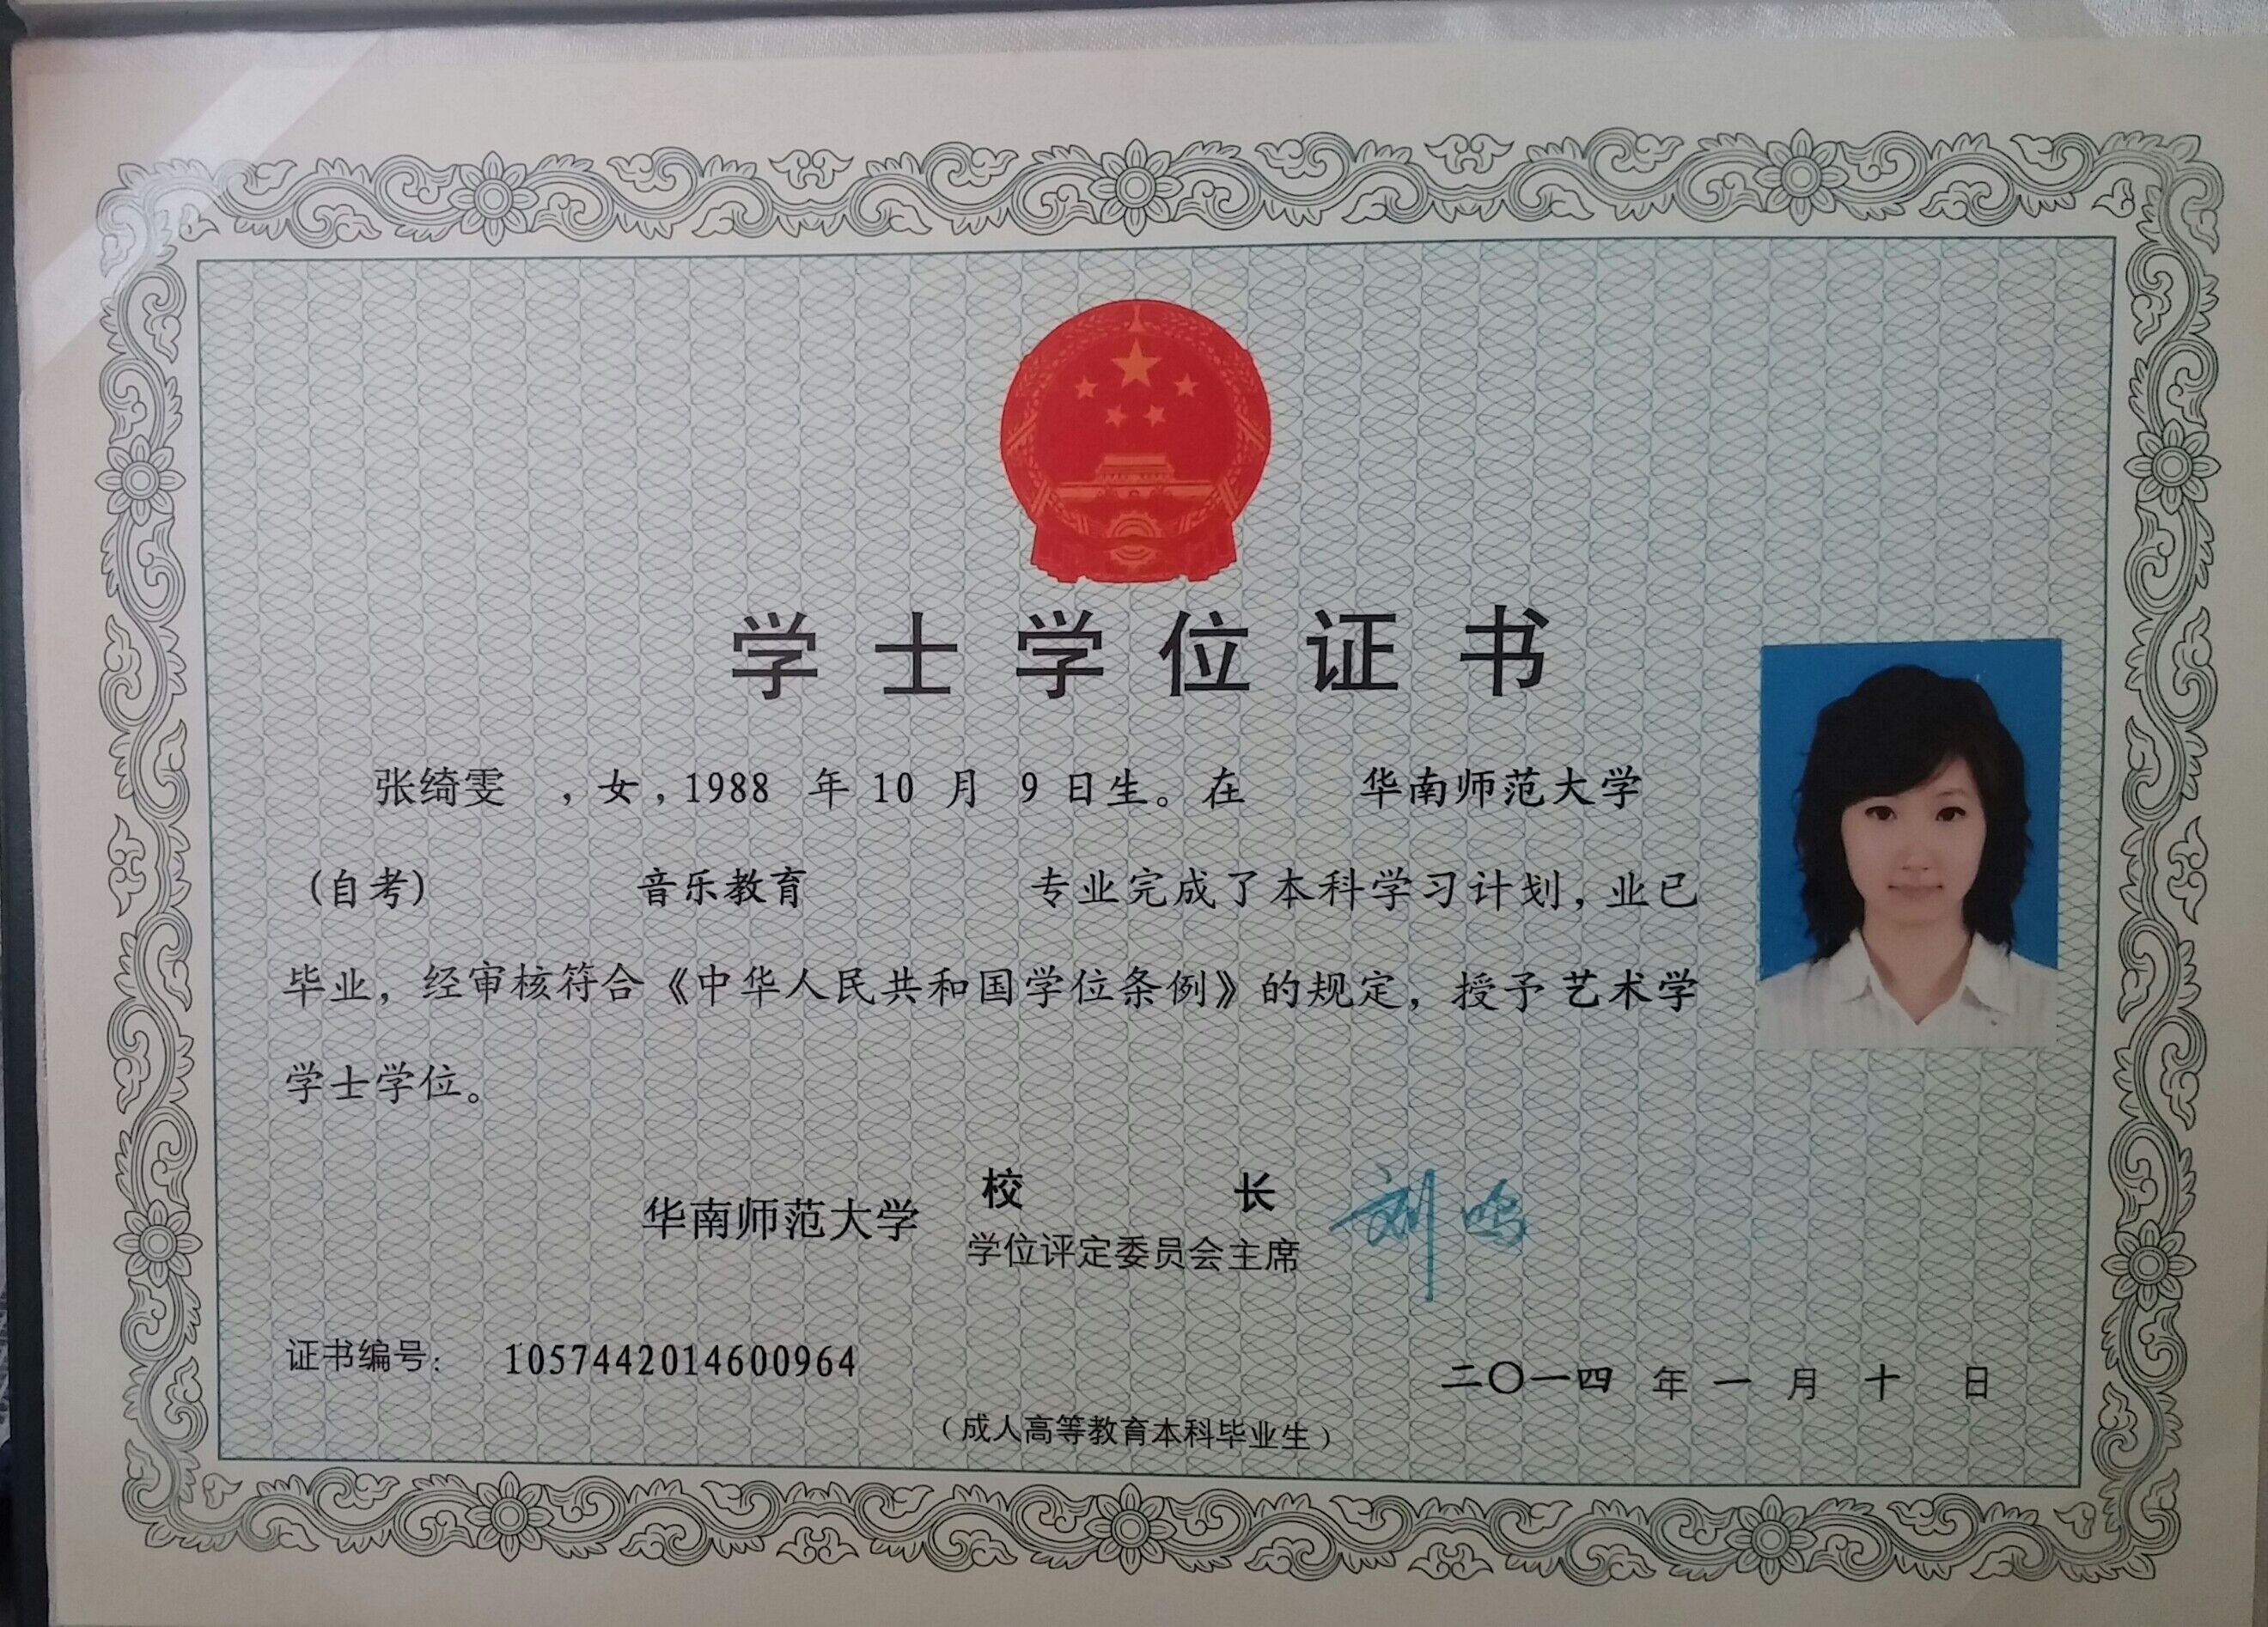 学士学位证书
张绮雯 ，女，1988 年 10 月 9 日生。在 华南师范大学
(自考) 音乐教育 专业完成了本科学习计划，业已
毕业，经审核符合《中华人民共和国学位条例》的规定，授予 艺术学
学士学位。
校 长
华南师范大学 刘鸣
学位评定委员会主席
证书编号： 1057442014600964
二〇一四 年 一 月 十 日
（成人高等教育本科毕业生）